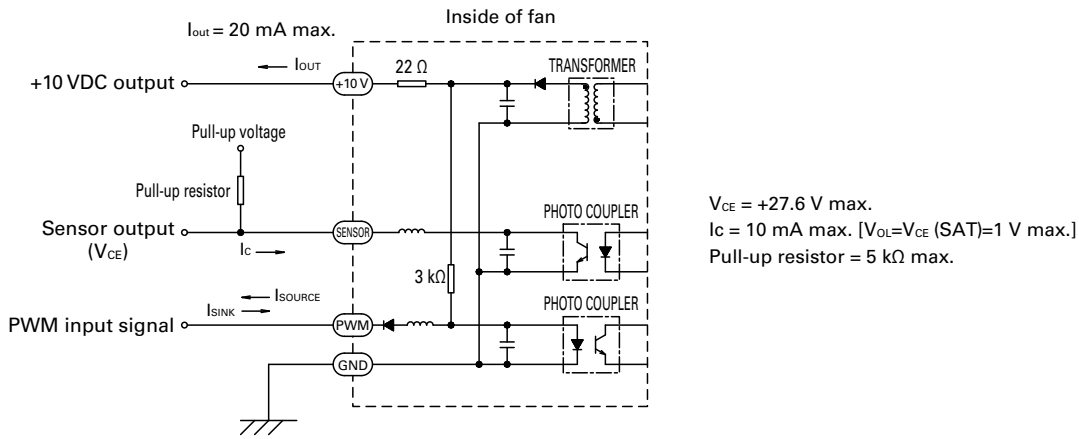 Inside of fan
Iout = 20 mA max.
IOUT
22 Ω
TRANSFORMER
+10 VDC output
+10 V
Pull-up voltage
Pull-up resistor
PHOTO COUPLER
Sensor output
(VCE)
SENSOR
IC
VCE = +27.6 V max.
Ic = 10 mA max. [VOL=VCE (SAT)=1 V max.]
Pull-up resistor = 5 kΩ max.
3 kΩ
ISOURCE
ISINK
PHOTO COUPLER
PWM input signal
PWM
GND